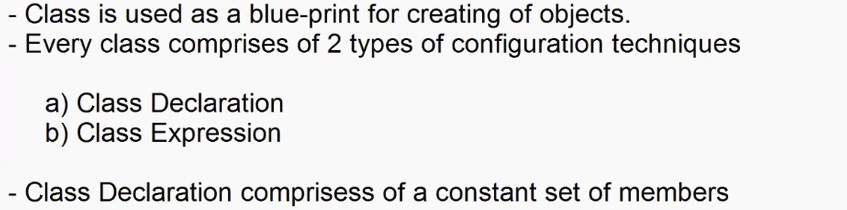 - Class is used as a blue-print for creating of objects.
- Every class comprises of 2 types of configuration techniques
a) Class Declaration
b) Class Expression
- Class Declaration comprisess of a constant set of members